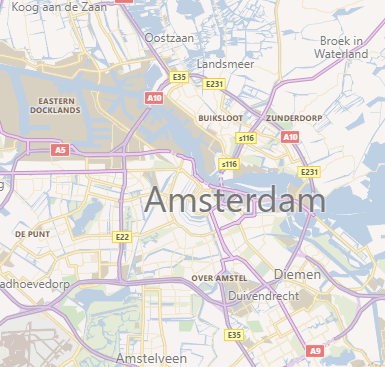 Koog aan de Zaan
Oostzaan
Broek in
Waterland
Landsmeer
E35
E231
A10
EASTERN
DOCKLANDS
BUIKSLOOT
ZUNDERDORP
s116
A10
A5
s116
E231
Amsterdam
DE PUNT
E22
adhoevedorp
OVER AMSTEL
Diemen
Duivendrecht
E35
A9
Amstelveen